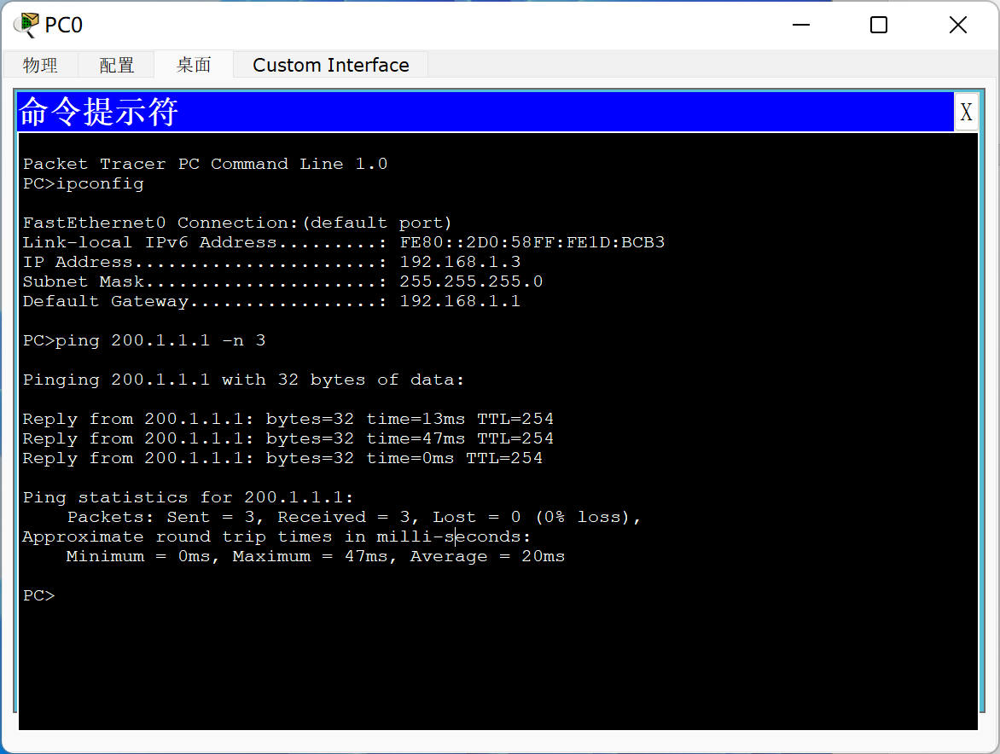 PC0
物理 配置 桌面 Custom Interface
命令提示符 X
Packet Tracer PC Command Line 1.0
PC>ipconfig
FastEthernet0 Connection:(default port)
Link-local IPv6 Address.........: FE80::2D0:58FF:FE1D:BCB3
IP Address......................: 192.168.1.3
Subnet Mask.....................: 255.255.255.0
Default Gateway.................: 192.168.1.1
PC>ping 200.1.1.1 -n 3
Pinging 200.1.1.1 with 32 bytes of data:
Reply from 200.1.1.1: bytes=32 time=13ms TTL=254
Reply from 200.1.1.1: bytes=32 time=47ms TTL=254
Reply from 200.1.1.1: bytes=32 time=0ms TTL=254
Ping statistics for 200.1.1.1:
Packets: Sent = 3, Received = 3, Lost = 0 (0% loss),
Approximate round trip times in milli-seconds:
Minimum = 0ms, Maximum = 47ms, Average = 20ms
PC>